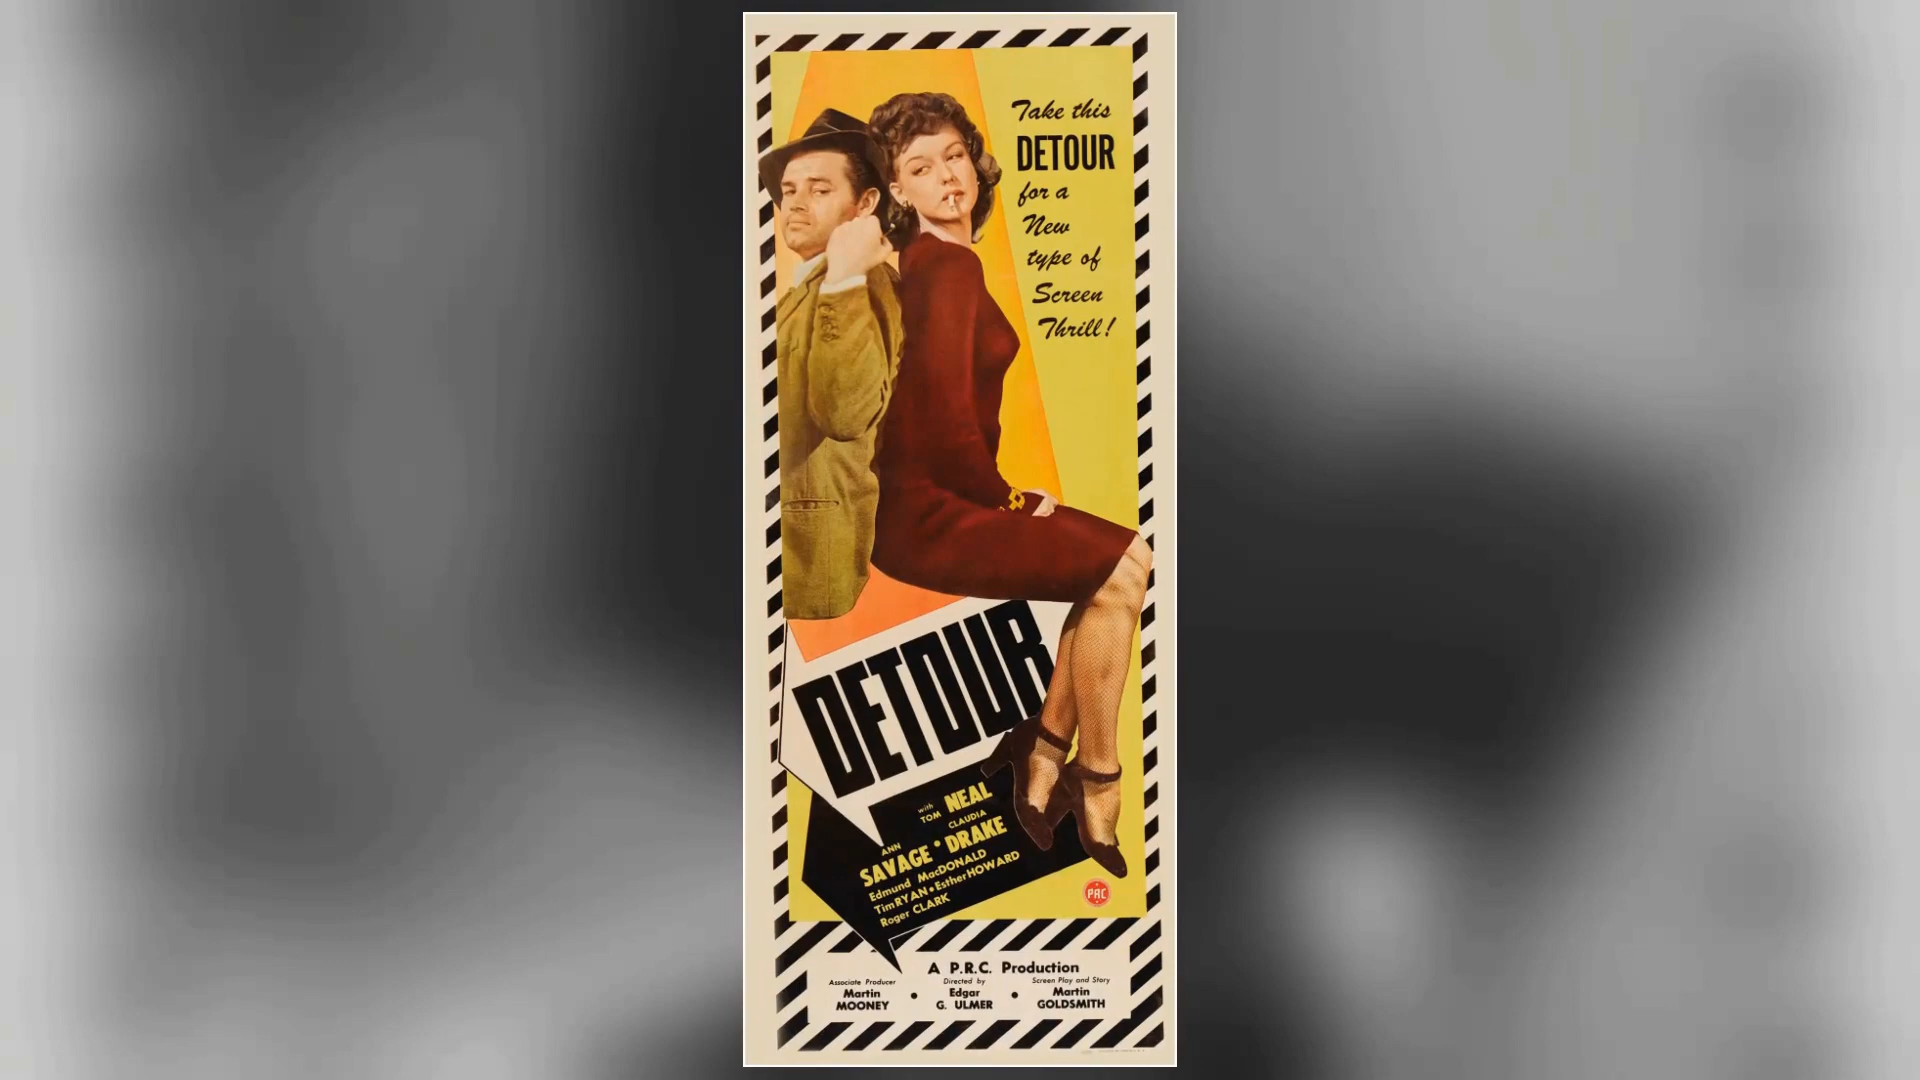 Take this
DETOUR
for a
New
type of
Screen
Thrill!
DETOUR
with
TOM NEAL
ANN SAVAGE • CLAUDIA DRAKE
Edmund MacDONALD
Tim RYAN • Esther HOWARD
Roger CLARK
PRC
A P.R.C. Production
Associate Producer
Martin
MOONEY
•
Directed by
Edgar
G. ULMER
•
Screen Play and Story
Martin
GOLDSMITH